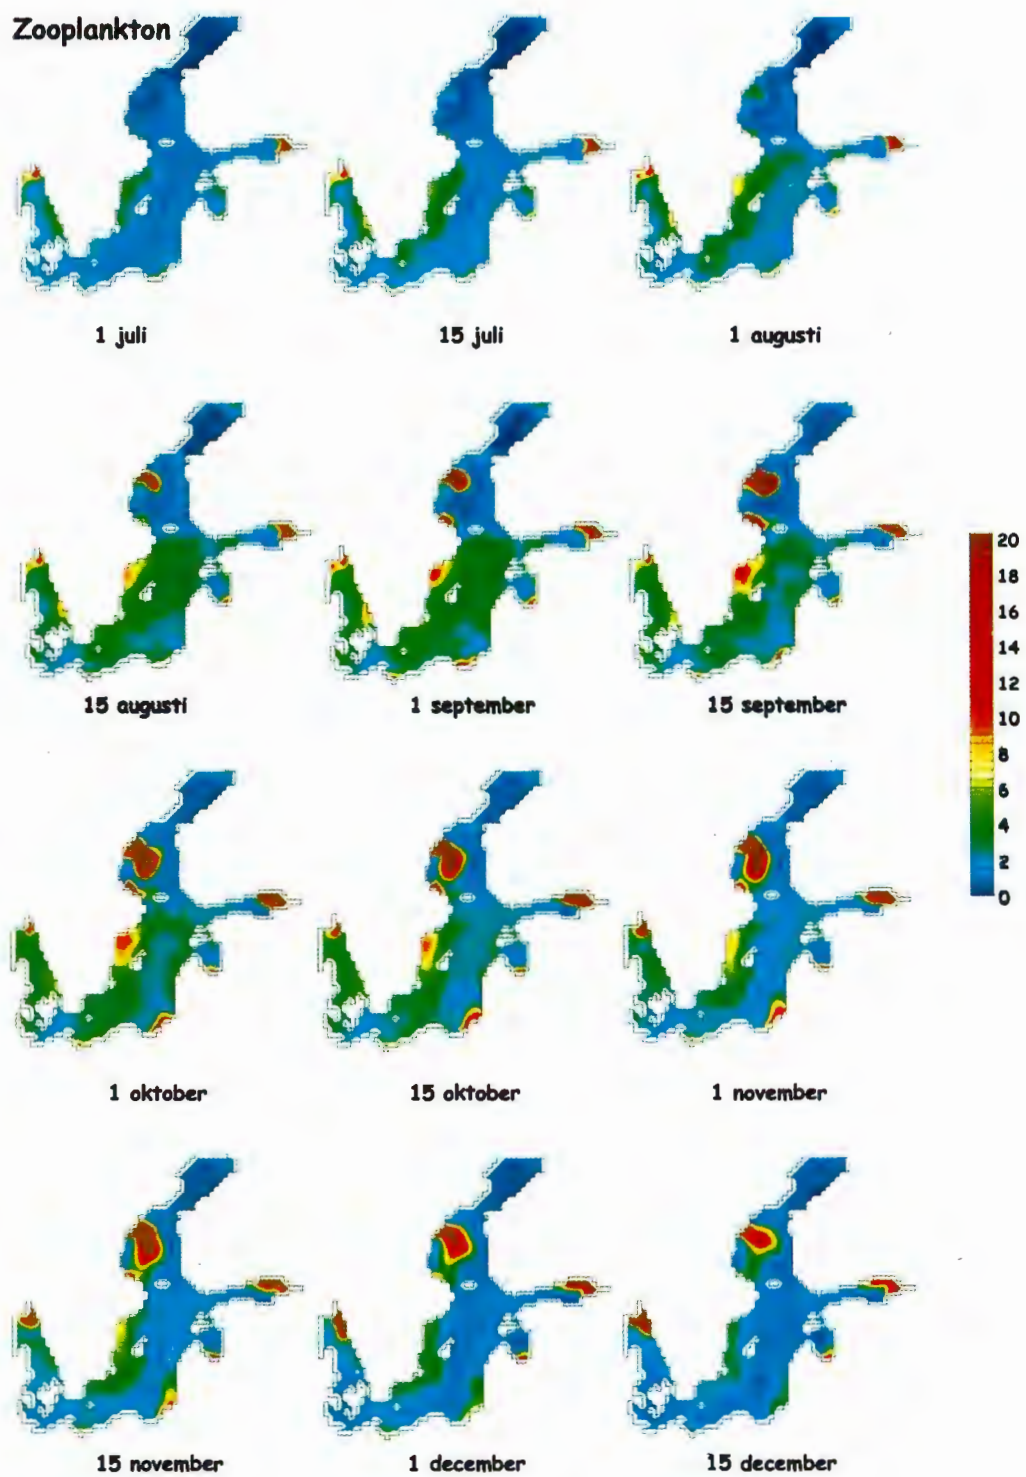 Zooplankton
1 juli
15 juli
1 augusti
15 augusti
1 september
15 september
20
18
16
14
12
10
8
6
4
2
0
1 oktober
15 oktober
1 november
15 november
1 december
15 december